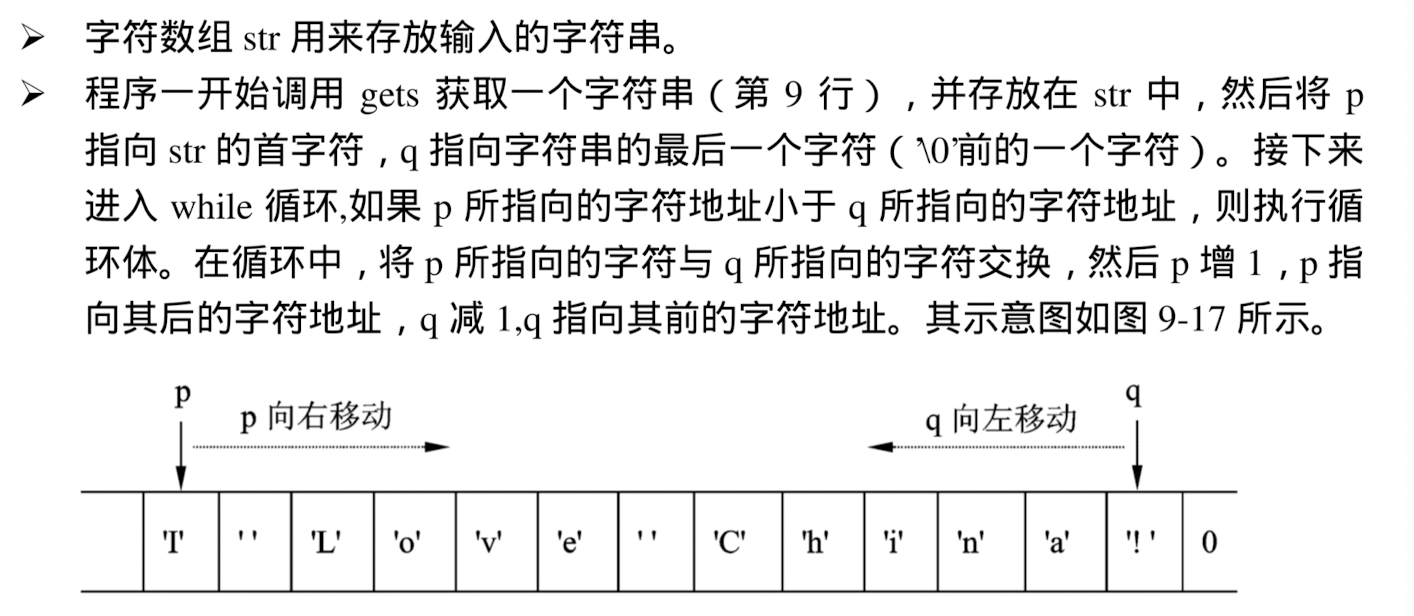 ➢ 字符数组 str 用来存放输入的字符串。
➢ 程序一开始调用 gets 获取一个字符串（第 9 行），并存放在 str 中，然后将 p
指向 str 的首字符，q 指向字符串的最后一个字符（'\0'前的一个字符）。接下来
进入 while 循环,如果 p 所指向的字符地址小于 q 所指向的字符地址，则执行循
环体。在循环中，将 p 所指向的字符与 q 所指向的字符交换，然后 p 增 1，p 指
向其后的字符地址，q 减 1,q 指向其前的字符地址。其示意图如图 9-17 所示。
p q
p 向右移动 q 向左移动
'I' ' ' 'L' 'o' 'v' 'e' ' ' 'C' 'h' 'i' 'n' 'a' '! ' 0